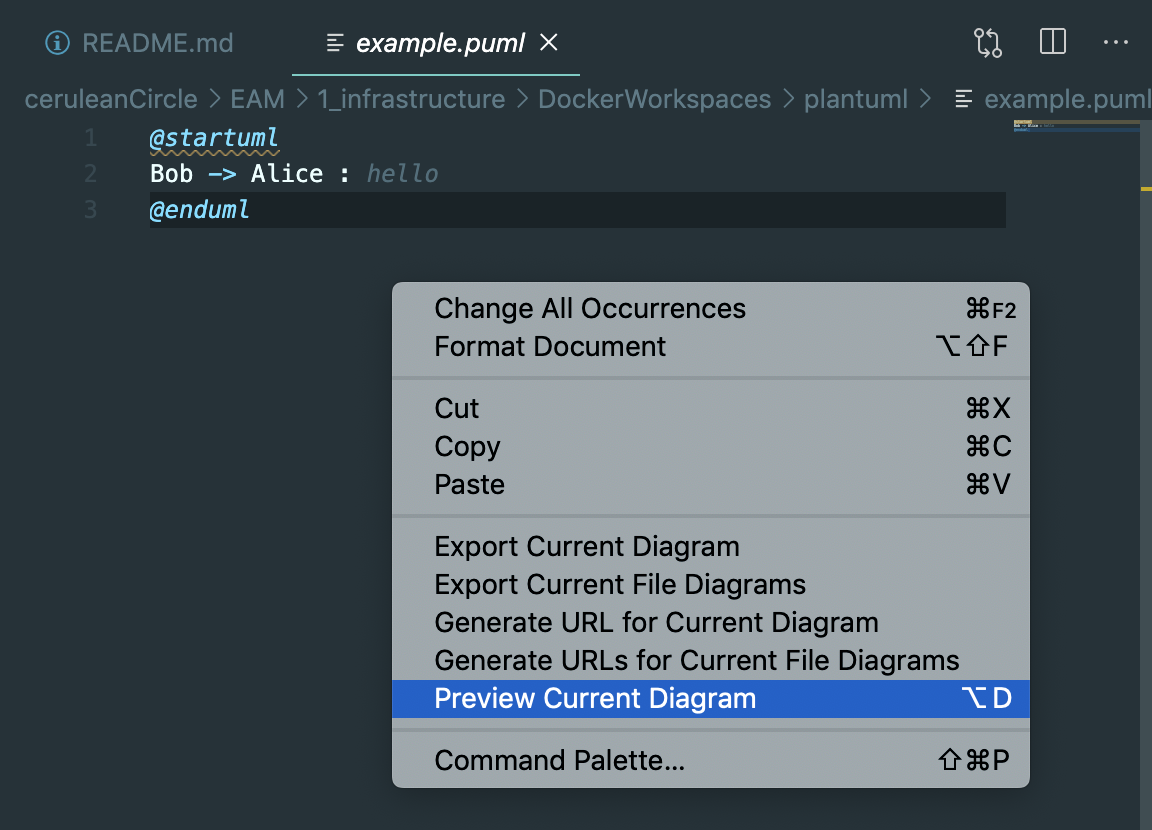 README.md example.puml
ceruleanCircle > EAM > 1_infrastructure > DockerWorkspaces > plantuml > example.puml
1 @startuml
2 Bob -> Alice : hello
3 @enduml
Change All Occurrences ⌘F2
Format Document ⌥⇧F
Cut ⌘X
Copy ⌘C
Paste ⌘V
Export Current Diagram
Export Current File Diagrams
Generate URL for Current Diagram
Generate URLs for Current File Diagrams
Preview Current Diagram ⌥D
Command Palette... ⇧⌘P